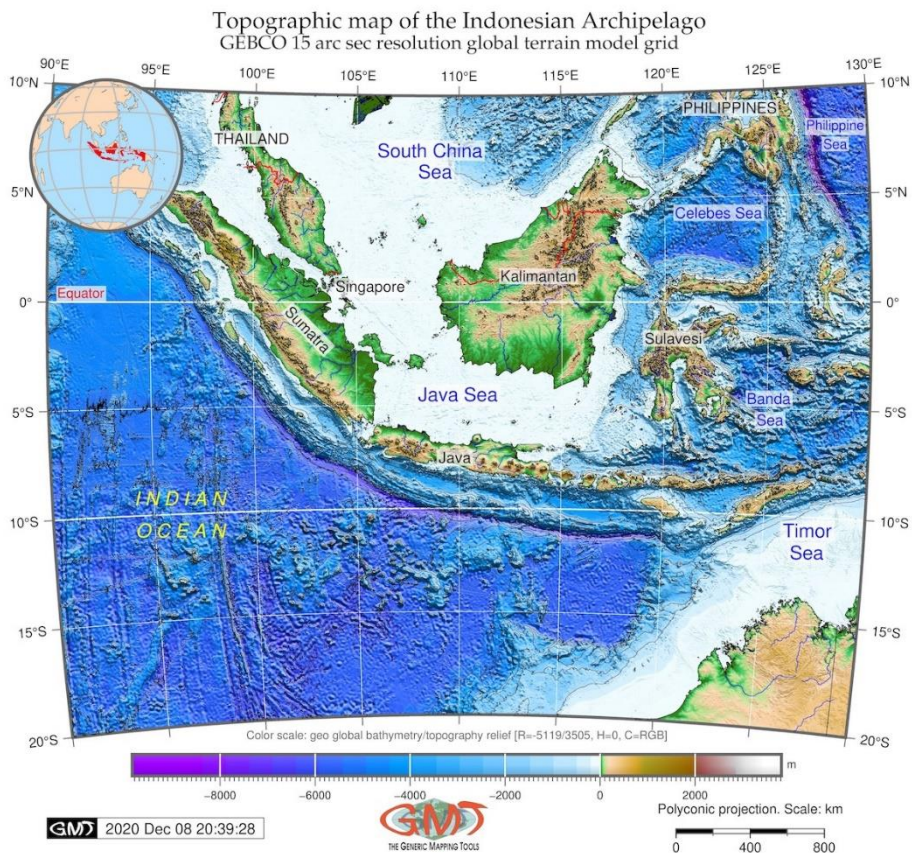 Topographic map of the Indonesian Archipelago
GEBCO 15 arc sec resolution global terrain model grid
90°E 95°E 100°E 105°E 110°E 115°E 120°E 125°E 130°E
10°N 10°N
THAILAND
PHILIPPINES
Philippine
Sea
South China
Sea
5°N 5°N
Celebes Sea
Kalimantan
Singapore
Equator
0° 0°
Sumatra
Sulavesi
Java Sea
Banda
Sea
5°S 5°S
Java
INDIAN
OCEAN
10°S 10°S
Timor
Sea
15°S 15°S
20°S 20°S
Color scale: geo global bathymetry/topography relief [R=-5119/3505, H=0, C=RGB]
m
−8000 −6000 −4000 −2000 0 2000
GMT 2020 Dec 08 20:39:28
GMT
THE GENERIC MAPPING TOOLS
Polyconic projection. Scale: km
0 400 800